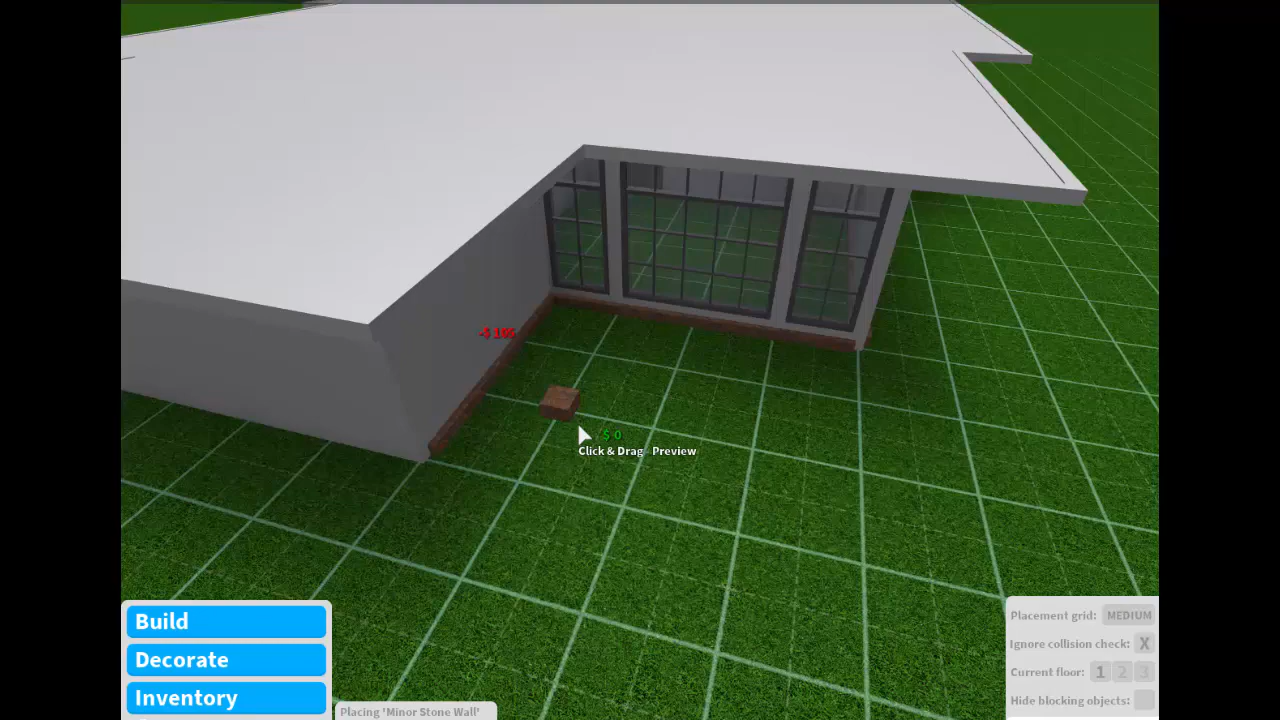 -$ 105
$ 0
Click & Drag - Preview
Build
Decorate
Inventory
Placing 'Minor Stone Wall'
Placement grid: MEDIUM
Ignore collision check: X
Current floor: 1 2 3
Hide blocking objects: